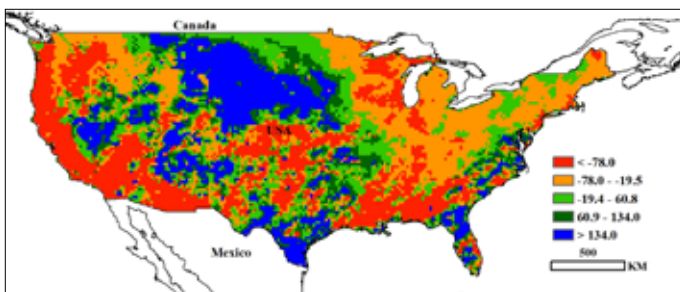 Canada
USA
Mexico
< -78.0
-78.0 - -19.5
-19.4 - 60.8
60.9 - 134.0
> 134.0
500
KM